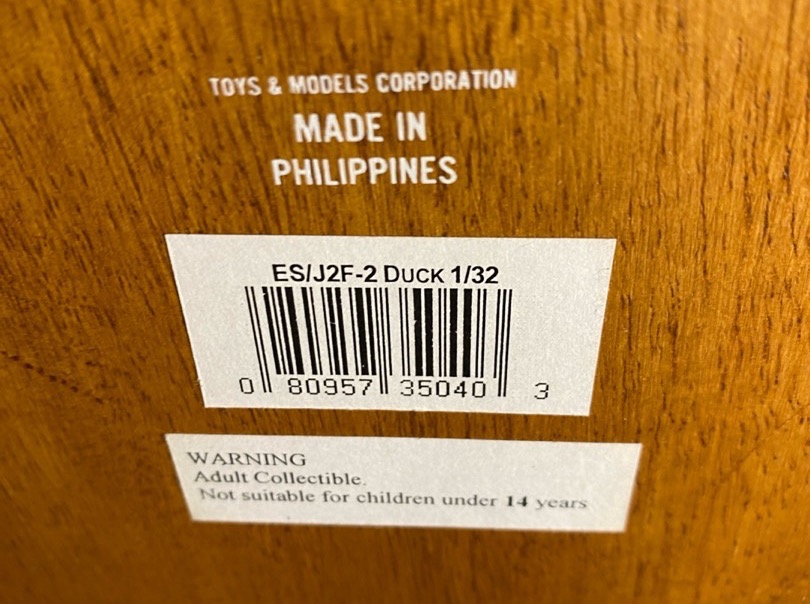 TOYS & MODELS CORPORATION
MADE IN
PHILIPPINES
ES/J2F-2 DUCK 1/32
0 80957 35040 3
WARNING
Adult Collectible.
Not suitable for children under 14 years